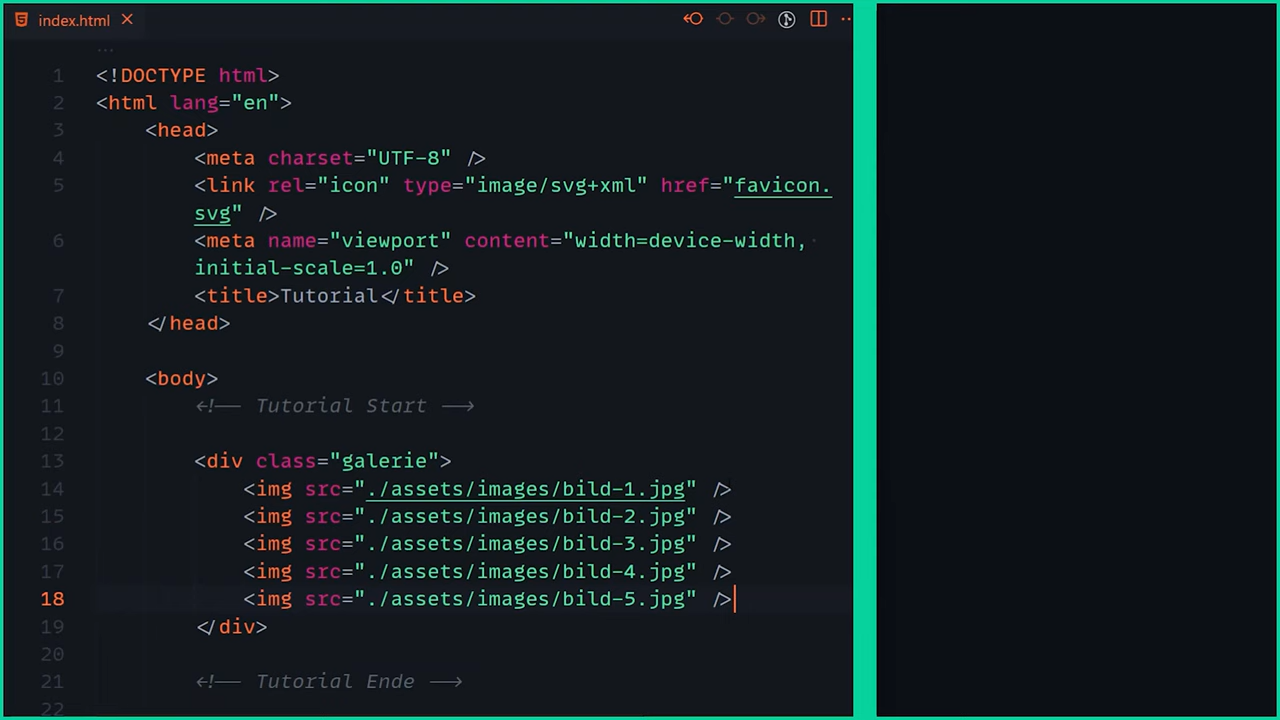 index.html
1 <!DOCTYPE html>
2 <html lang="en">
3 <head>
4 <meta charset="UTF-8" />
5 <link rel="icon" type="image/svg+xml" href="favicon.
svg" />
6 <meta name="viewport" content="width=device-width,
initial-scale=1.0" />
7 <title>Tutorial</title>
8 </head>
9
10 <body>
11 <!-- Tutorial Start -->
12
13 <div class="galerie">
14 <img src="./assets/images/bild-1.jpg" />
15 <img src="./assets/images/bild-2.jpg" />
16 <img src="./assets/images/bild-3.jpg" />
17 <img src="./assets/images/bild-4.jpg" />
18 <img src="./assets/images/bild-5.jpg" />
19 </div>
20
21 <!-- Tutorial Ende -->
22